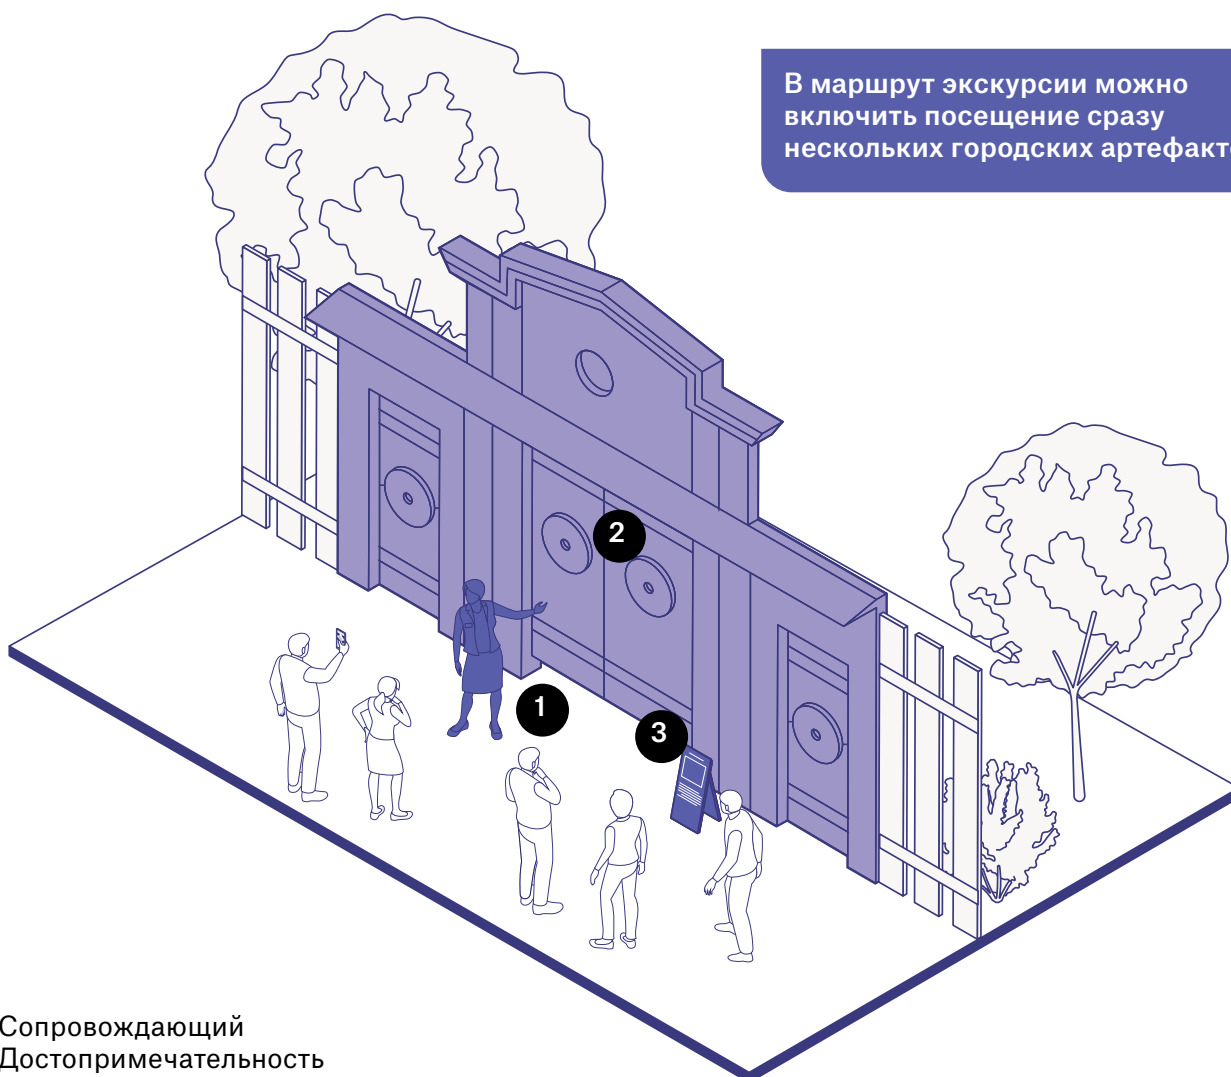 В маршрут экскурсии можно
включить посещение сразу
нескольких городских
2
1
3
Сопровождающий
Достопримечательность